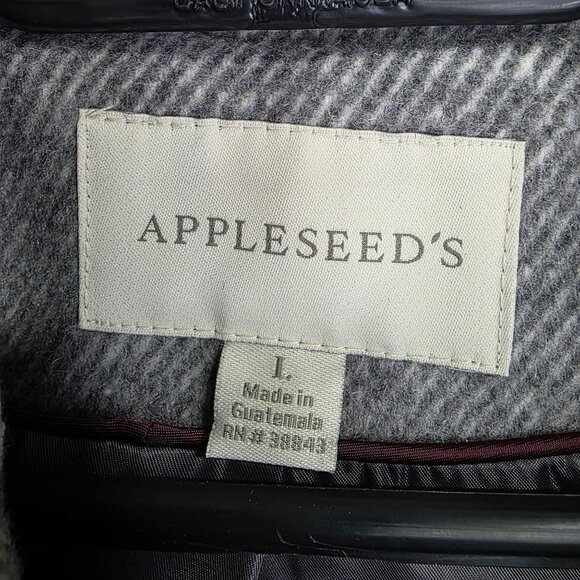 APPLESEED'S
L
Made in
Guatemala
RN# 38843